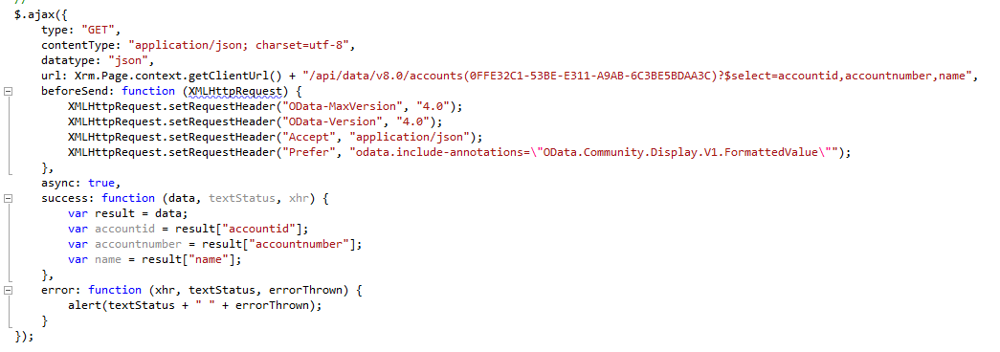 //
$.ajax({
type: "GET",
contentType: "application/json; charset=utf-8",
datatype: "json",
url: Xrm.Page.context.getClientUrl() + "/api/data/v8.0/accounts(0FFE32C1-53BE-E311-A9AB-6C3BE5BDAA3C)?$select=accountid,accountnumber,name",
beforeSend: function (XMLHttpRequest) {
XMLHttpRequest.setRequestHeader("OData-MaxVersion", "4.0");
XMLHttpRequest.setRequestHeader("OData-Version", "4.0");
XMLHttpRequest.setRequestHeader("Accept", "application/json");
XMLHttpRequest.setRequestHeader("Prefer", "odata.include-annotations=\"OData.Community.Display.V1.FormattedValue\"");
},
async: true,
success: function (data, textStatus, xhr) {
var result = data;
var accountid = result["accountid"];
var accountnumber = result["accountnumber"];
var name = result["name"];
},
error: function (xhr, textStatus, errorThrown) {
alert(textStatus + " " + errorThrown);
}
});